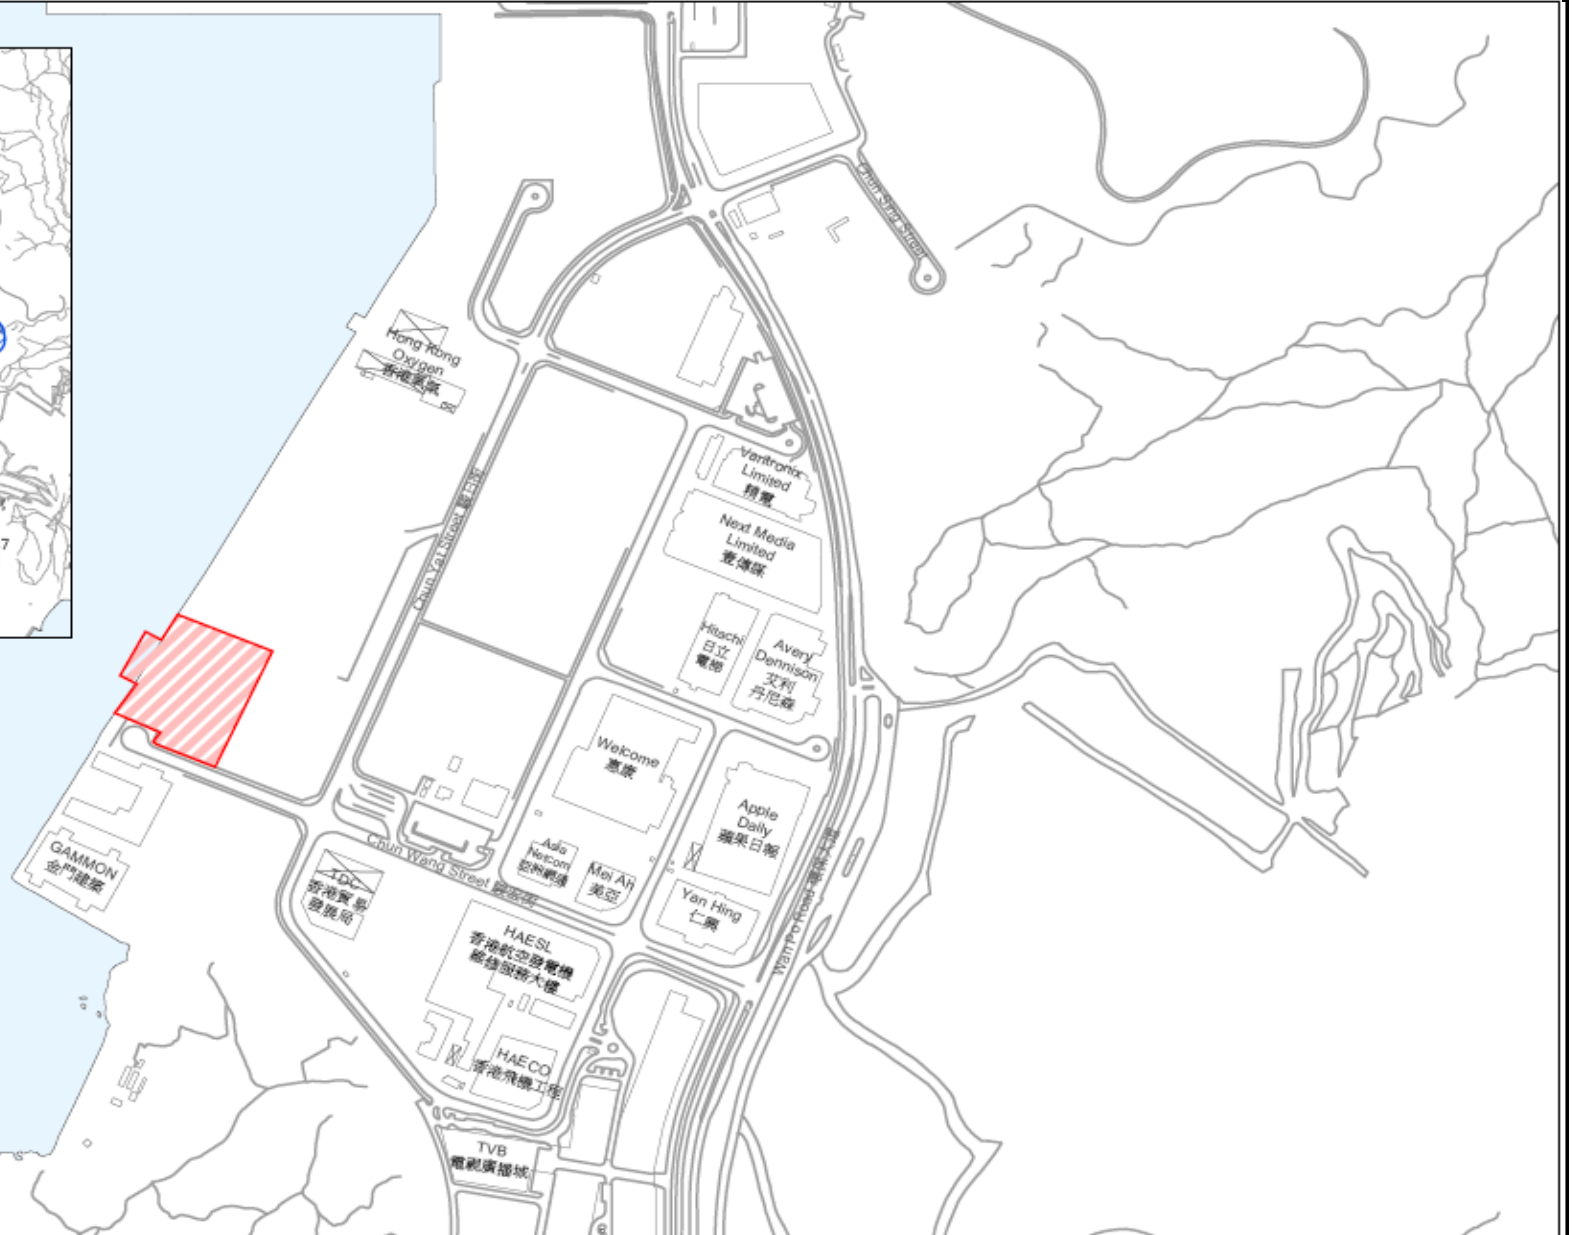 Chun Sing Street
Hong Kong
Oxygen
香港氧氣
Varitronix
Limited
精電
Next Media
Limited
壹傳媒
Chun Yat Street 駿日街
7
Hitachi
日立
電梯
Avery
Dennison
艾利
丹尼森
Welcome
惠康
Apple
Daily
蘋果日報
GAMMON
金門建築
Chun Wang Street 駿宏街
Asia
Netcom
亞洲網通
Mei Ah
美亞
TDC
香港貿易
發展局
Yan Hing
仁興
Wan Po Road 環保大道
HAESL
香港航空發電機
維修服務大樓
HAECO
香港飛機工程
TVB
電視廣播城